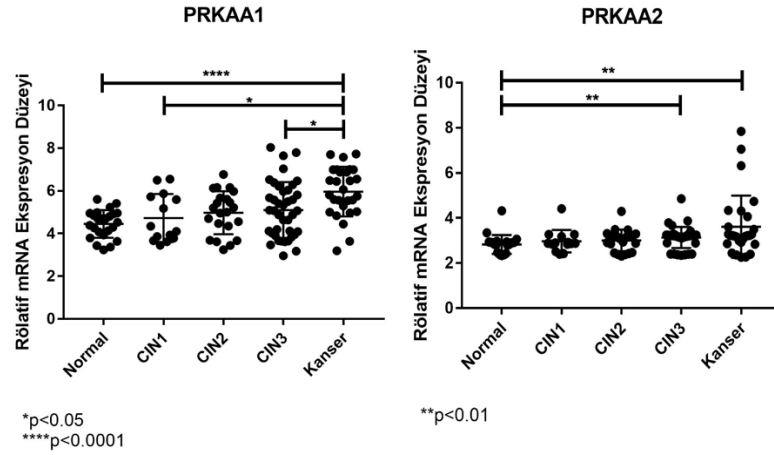 PRKAA1
Rölatif mRNA Ekspresyon Düzeyi
10
8
6
4
2
0
****
*
*
Normal
CIN1
CIN2
CIN3
Kanser
*p<0.05
****p<0.0001
PRKAA2
Rölatif mRNA Ekspresyon Düzeyi
10
8
6
4
2
0
**
**
Normal
CIN1
CIN2
CIN3
Kanser
**p<0.01